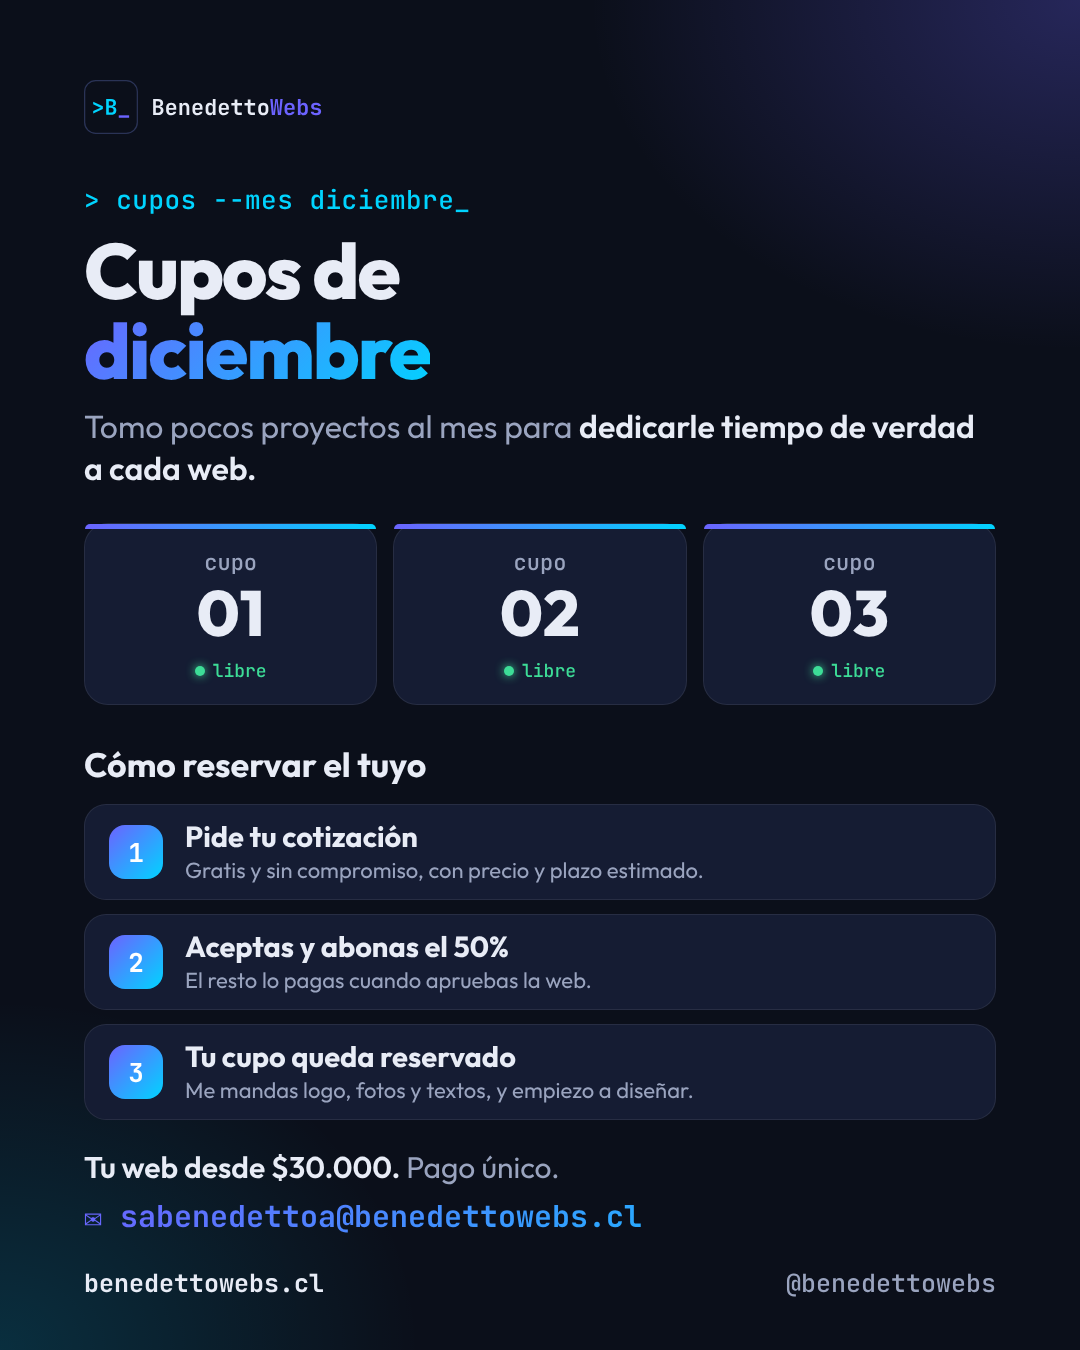 >B_ BenedettoWebs
> cupos --mes diciembre_
Cupos de
diciembre
Tomo pocos proyectos al mes para dedicarle tiempo de verdad
a cada web.
cupo
01
libre
cupo
02
libre
cupo
03
libre
Cómo reservar el tuyo
1
Pide tu cotización
Gratis y sin compromiso, con precio y plazo estimado.
2
Aceptas y abonas el 50%
El resto lo pagas cuando apruebas la web.
3
Tu cupo queda reservado
Me mandas logo, fotos y textos, y empiezo a diseñar.
Tu web desde $30.000. Pago único.
✉ sabenedettoa@benedettowebs.cl
benedettowebs.cl
@benedettowebs